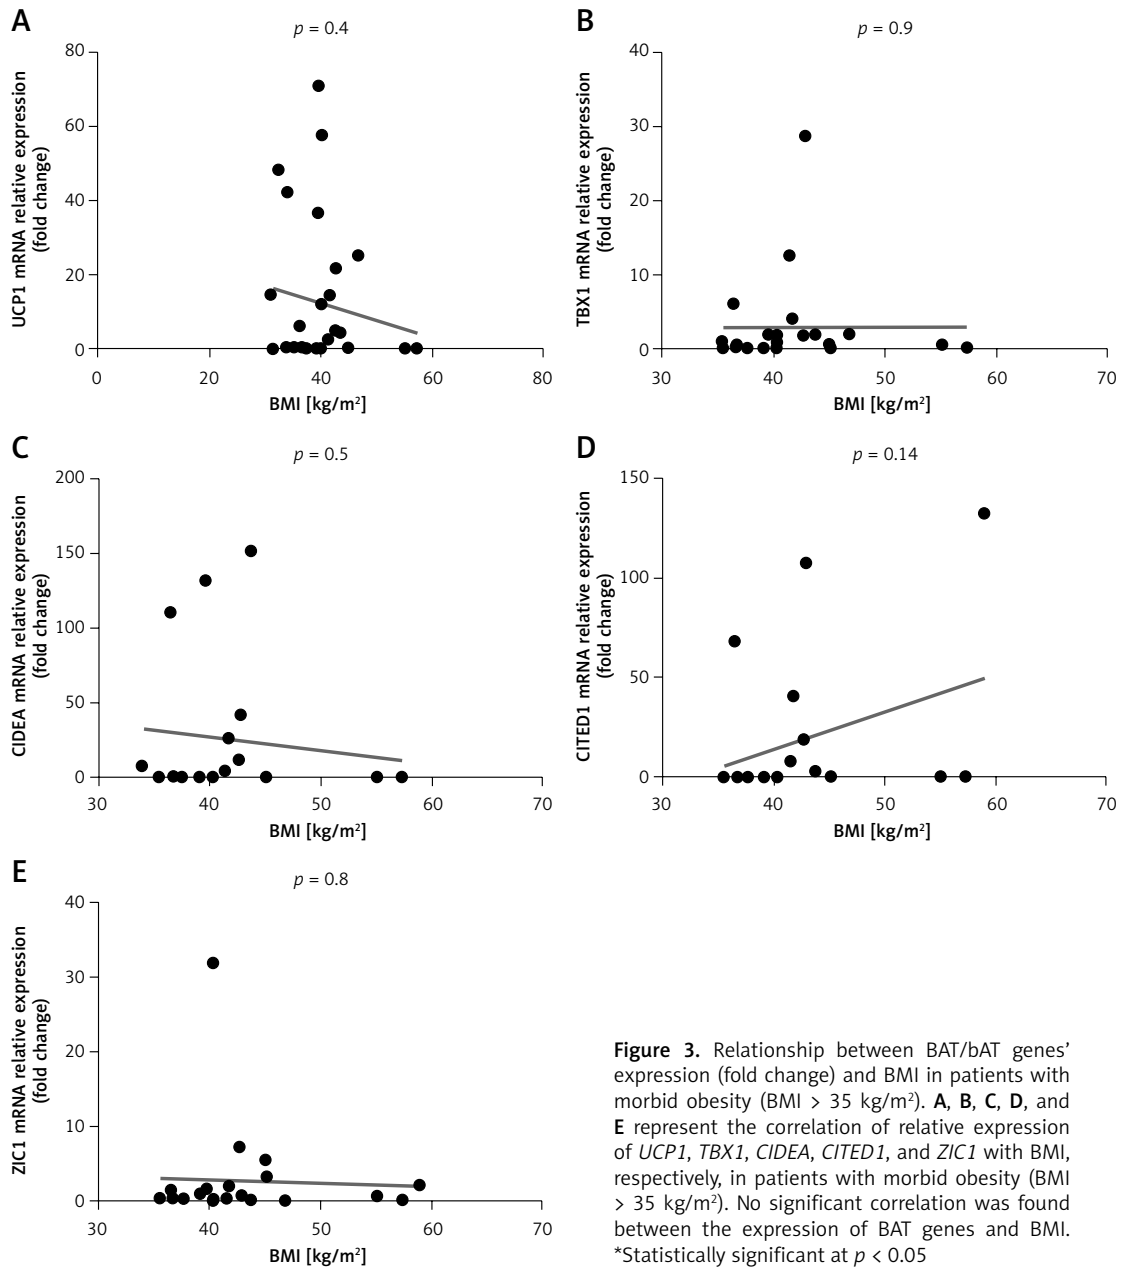 A
p = 0.4
UCP1 mRNA relative expression
(fold change)
80
60
40
20
0
0 20 40 60 80
BMI [kg/m²]
B
p = 0.9
TBX1 mRNA relative expression
(fold change)
40
30
20
10
0
30 40 50 60 70
BMI [kg/m²]
C
p = 0.5
CIDEA mRNA relative expression
(fold change)
200
150
100
50
0
30 40 50 60 70
BMI [kg/m²]
D
p = 0.14
CITED1 mRNA relative expression
(fold change)
150
100
50
0
30 40 50 60 70
BMI [kg/m²]
E
p = 0.8
ZIC1 mRNA relative expression
(fold change)
40
30
20
10
0
30 40 50 60 70
BMI [kg/m²]
Figure 3. Relationship between BAT/bAT genes’
expression (fold change) and BMI in patients with
morbid obesity (BMI > 35 kg/m²). A, B, C, D, and
E represent the correlation of relative expression
of UCP1, TBX1, CIDEA, CITED1, and ZIC1 with BMI,
respectively, in patients with morbid obesity (BMI
> 35 kg/m²). No significant correlation was found
between the expression of BAT genes and BMI.
*Statistically significant at p < 0.05